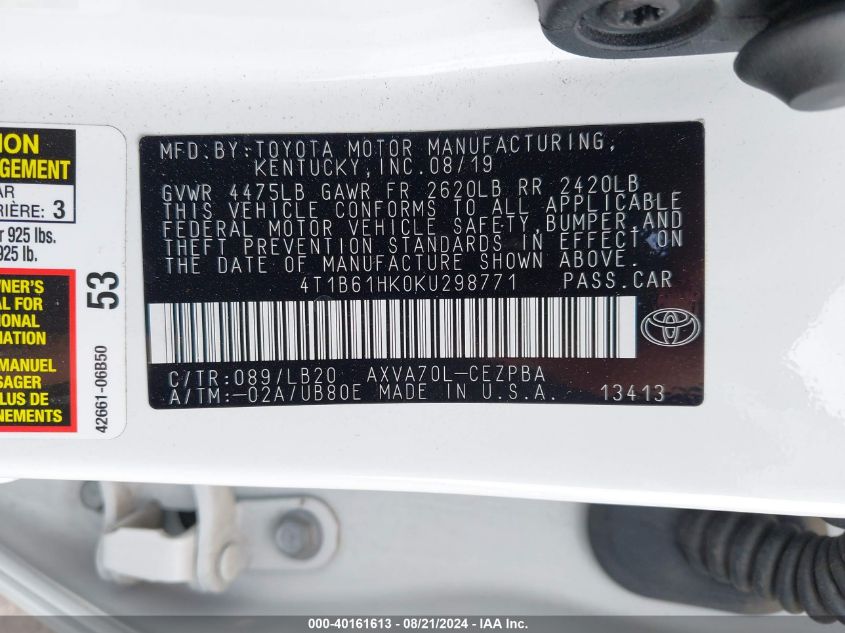 ION
GEMENT
AR
RIÈRE: 3
r 925 lbs.
925 lb.
WNER'S
AL FOR
IONAL
MATION
MANUEL
SAGER
LUS DE
NEMENTS
53
42661-06B50
MFD.BY:TOYOTA MOTOR MANUFACTURING,
KENTUCKY,INC.08/19
GVWR 4475LB GAWR FR 2620LB RR 2420LB
THIS VEHICLE CONFORMS TO ALL APPLICABLE
FEDERAL MOTOR VEHICLE SAFETY,BUMPER,AND
THEFT PREVENTION STANDARDS IN EFFECT ON
THE DATE OF MANUFACTURE SHOWN ABOVE.
4T1B61HK0KU298771 PASS.CAR
C/TR:089/LB20 AXVA70L-CEZPBA
A/TM:-02A/UB80E MADE IN U.S.A. 13413
000-40161613 - 08/21/2024 - IAA Inc.